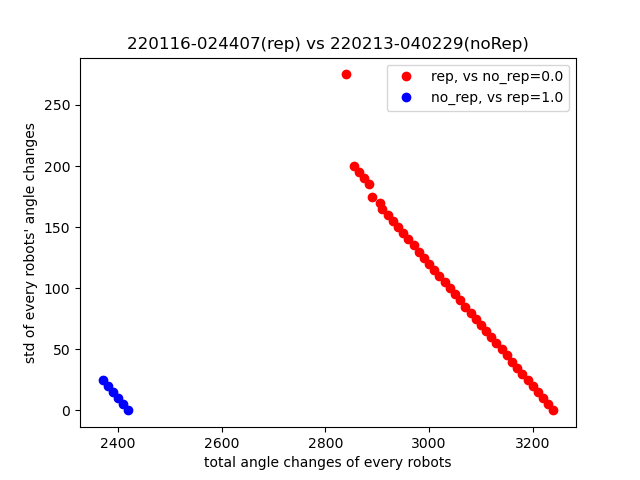 220116-024407(rep) vs 220213-040229(noRep)
rep, vs no_rep=0.0
no_rep, vs rep=1.0
std of every robots' angle changes
250
200
150
100
50
0
2400 2600 2800 3000 3200
total angle changes of every robots